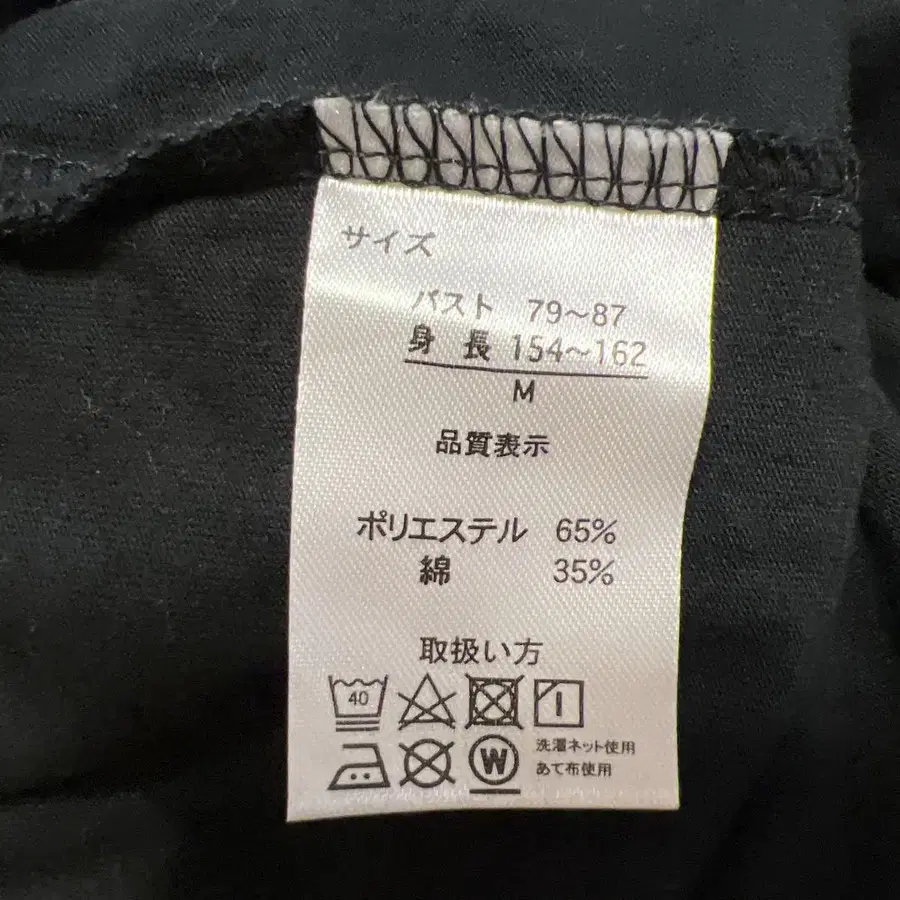 サイズ
バスト 79〜87
身 長 154〜162
M
品質表示
ポリエステル 65%
綿 35%
取扱い方
40
W
洗濯ネット使用
あて布使用